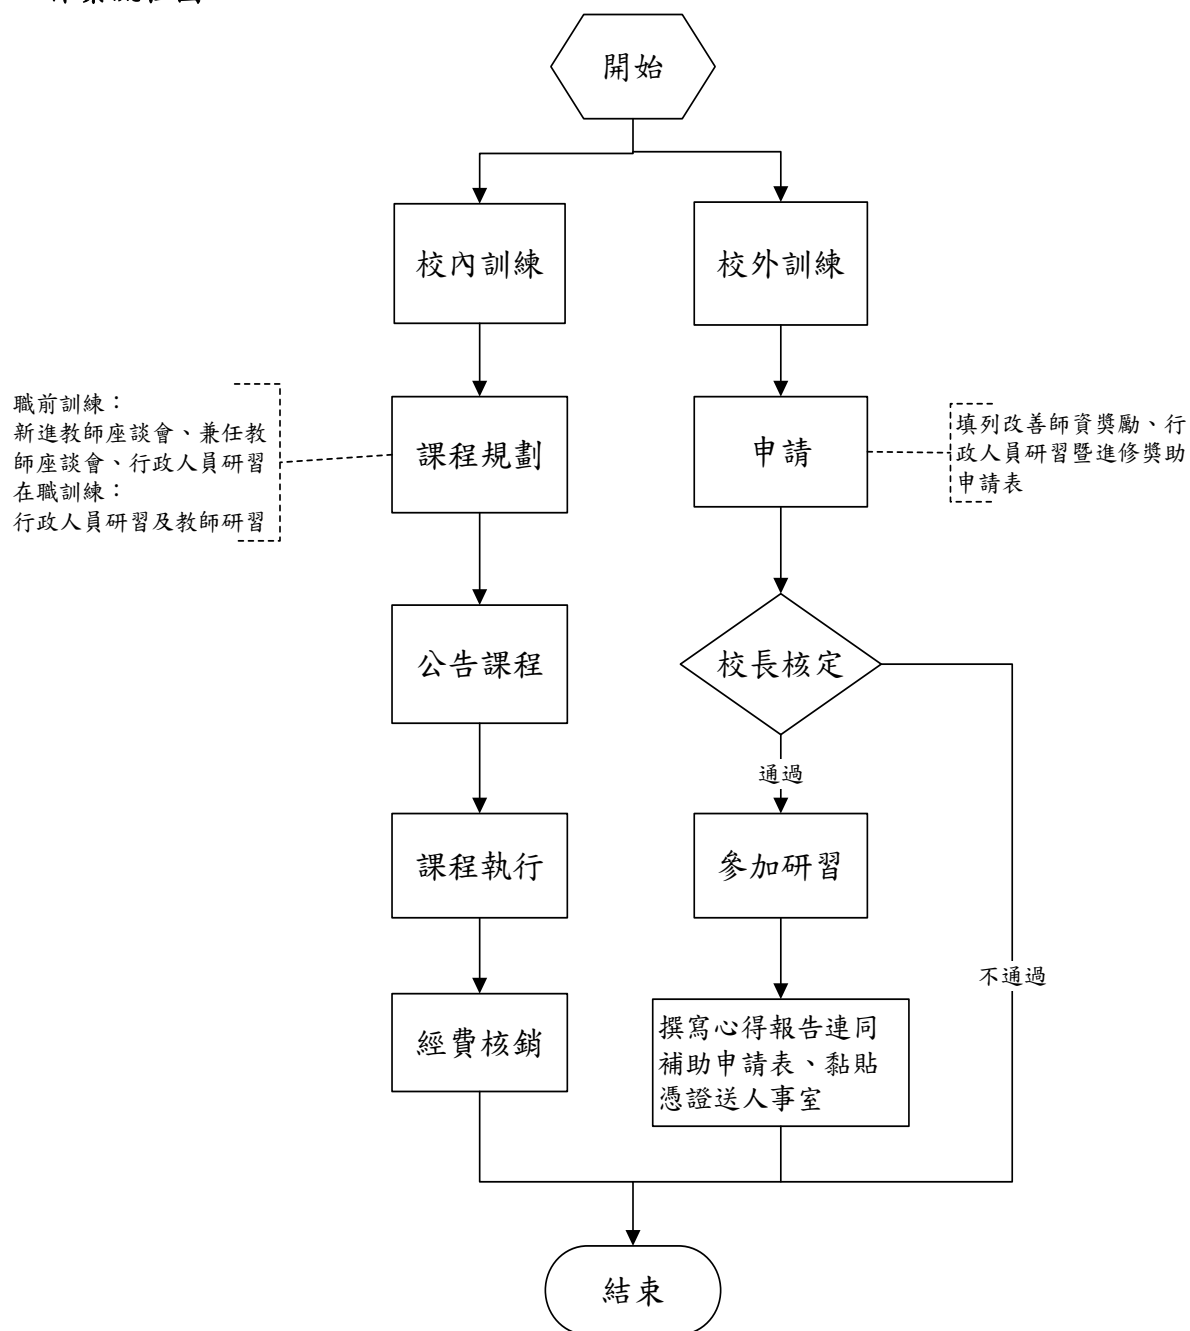 開始
校內訓練
校外訓練
職前訓練：
新進教師座談會、兼任教
師座談會、行政人員研習
在職訓練：
行政人員研習及教師研習
課程規劃
申請
填列改善師資獎勵、行
政人員研習暨進修獎助
申請表
公告課程
校長核定
通過
課程執行
參加研習
不通過
經費核銷
撰寫心得報告連同
補助申請表、黏貼
憑證送人事室
結束